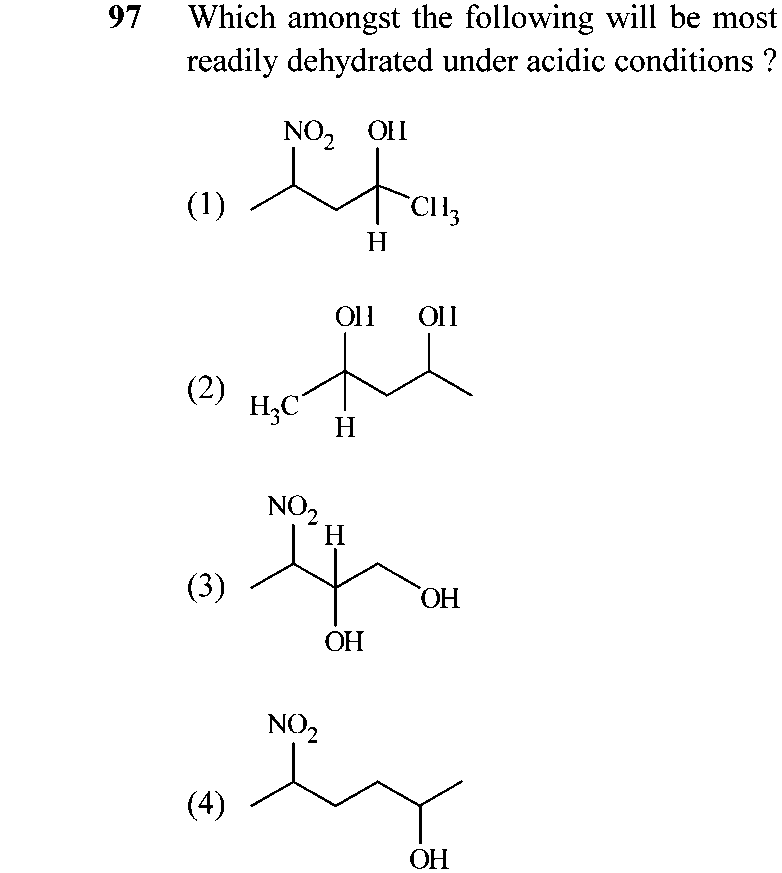 97 Which amongst the following will be most
readily dehydrated under acidic conditions ?
NO₂ OH
(1)
CH₃
H
OH OH
(2)
H₃C
H
NO₂
H
(3)
OH
OH
NO₂
(4)
OH